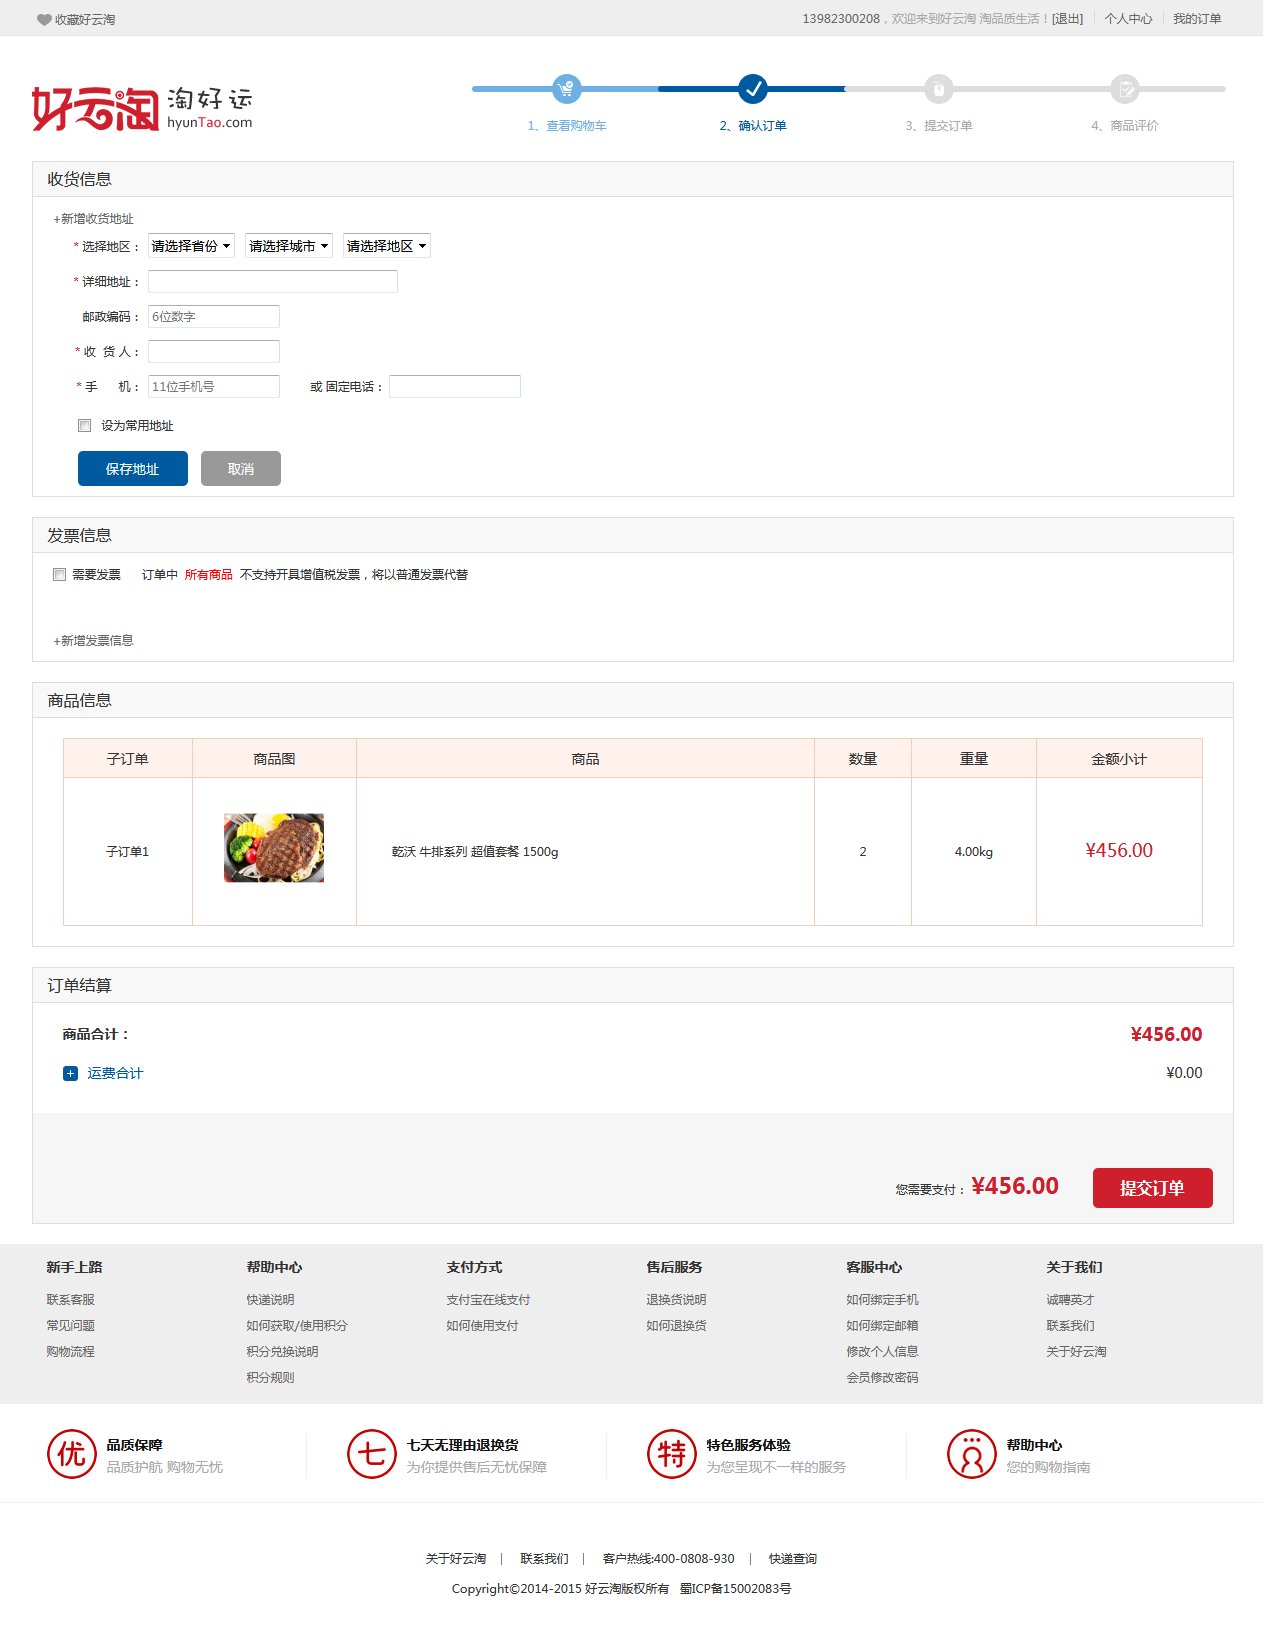 收藏好云淘
13982300208，欢迎来到好云淘 淘品质生活！[退出] 个人中心 我的订单
好云淘 淘好运
hyunTao.com
1、查看购物车 2、确认订单 3、提交订单 4、商品评价
收货信息
+新增收货地址
* 选择地区： 请选择省份 请选择城市 请选择地区
* 详细地址：
邮政编码： 6位数字
* 收 货 人：
* 手 机： 11位手机号 或 固定电话：
设为常用地址
保存地址 取消
发票信息
需要发票 订单中 所有商品 不支持开具增值税发票，将以普通发票代替
+新增发票信息
商品信息
子订单 商品图 商品 数量 重量 金额小计
子订单1 乾沃 牛排系列 超值套餐 1500g 2 4.00kg ¥456.00
订单结算
商品合计： ¥456.00
运费合计 ¥0.00
您需要支付： ¥456.00 提交订单
新手上路 帮助中心 支付方式 售后服务 客服中心 关于我们
联系客服 快递说明 支付宝在线支付 退换货说明 如何绑定手机 诚聘英才
常见问题 如何获取/使用积分 如何使用支付 如何退换货 如何绑定邮箱 联系我们
购物流程 积分兑换说明 修改个人信息 关于好云淘
积分规则 会员修改密码
优 品质保障 七 七天无理由退换货 特 特色服务体验 帮助中心
品质护航 购物无忧 为你提供售后无忧保障 为您呈现不一样的服务 您的购物指南
关于好云淘 | 联系我们 | 客户热线:400-0808-930 | 快递查询
Copyright©2014-2015 好云淘版权所有 蜀ICP备15002083号